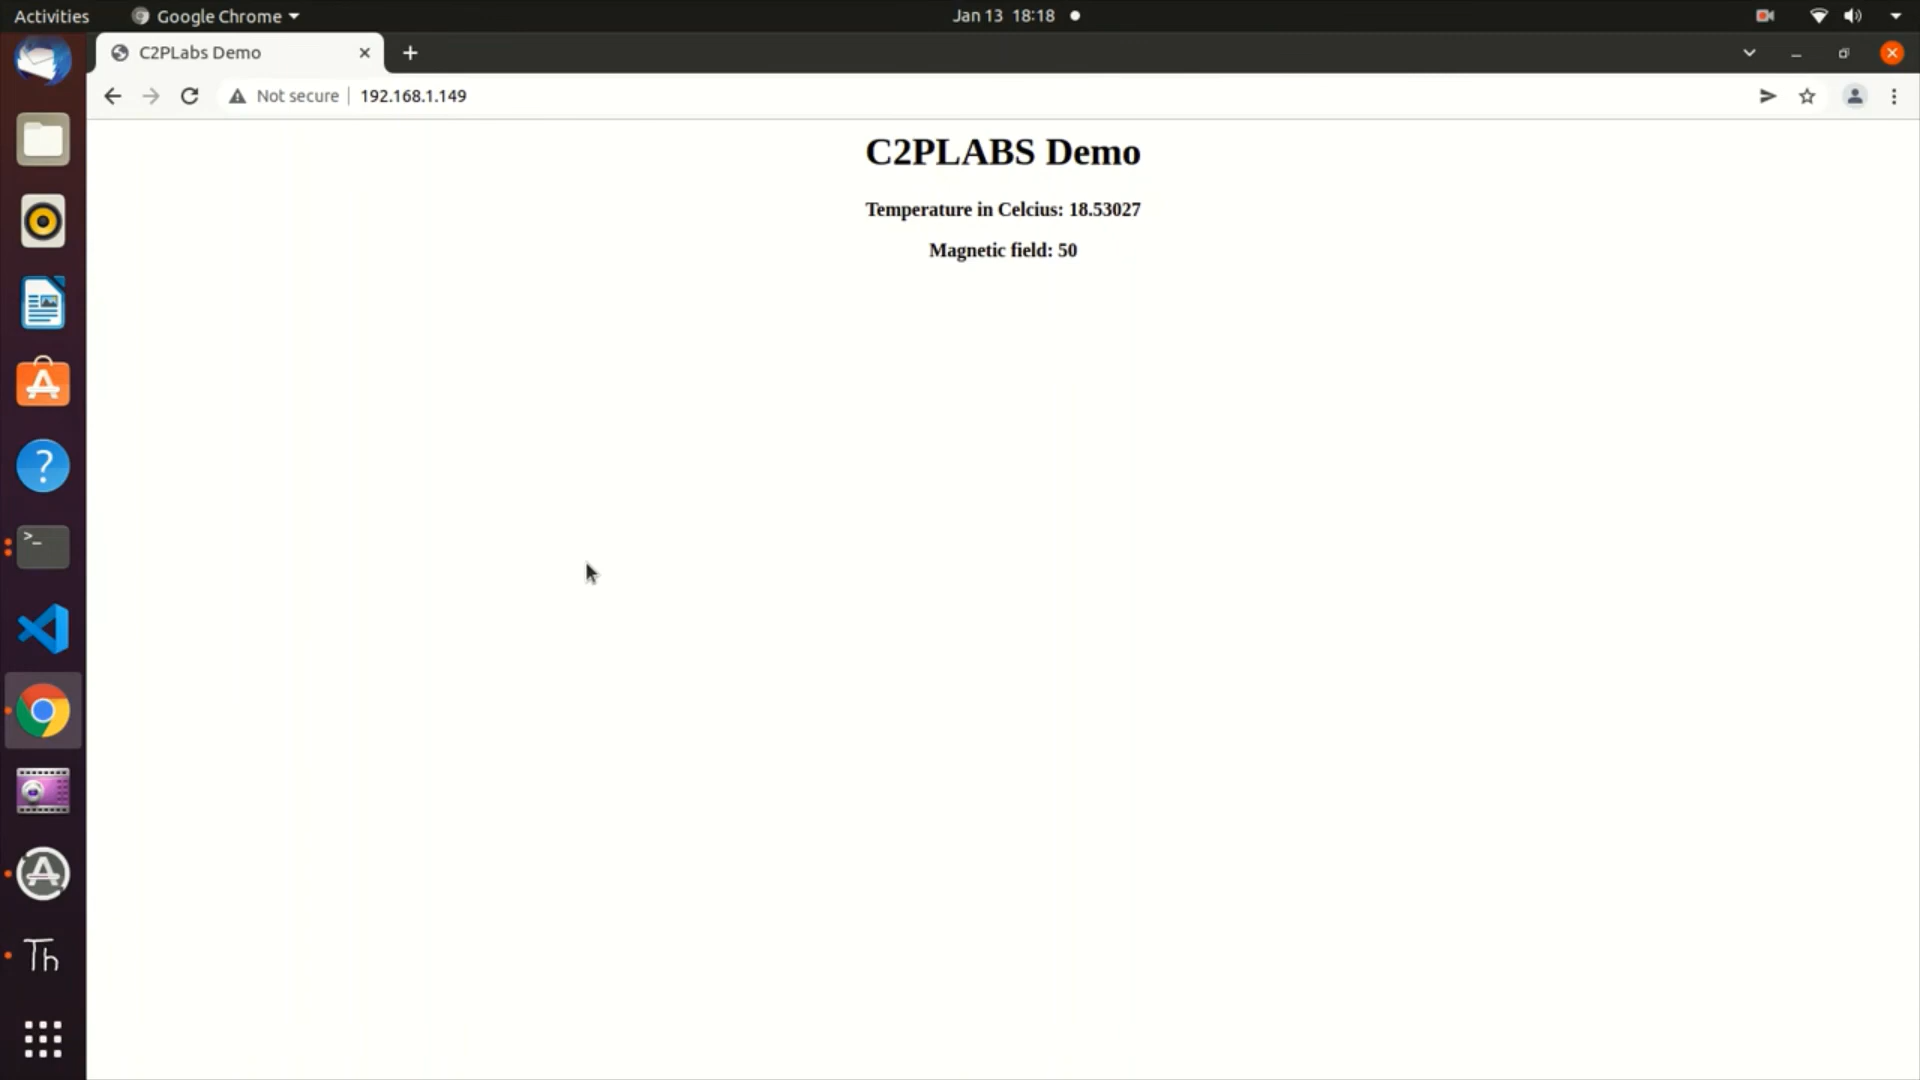 Activities Google Chrome Jan 13 18:18
C2PLabs Demo
Not secure 192.168.1.149
C2PLABS Demo
Temperature in Celcius: 18.53027
Magnetic field: 50
?
>_
Th